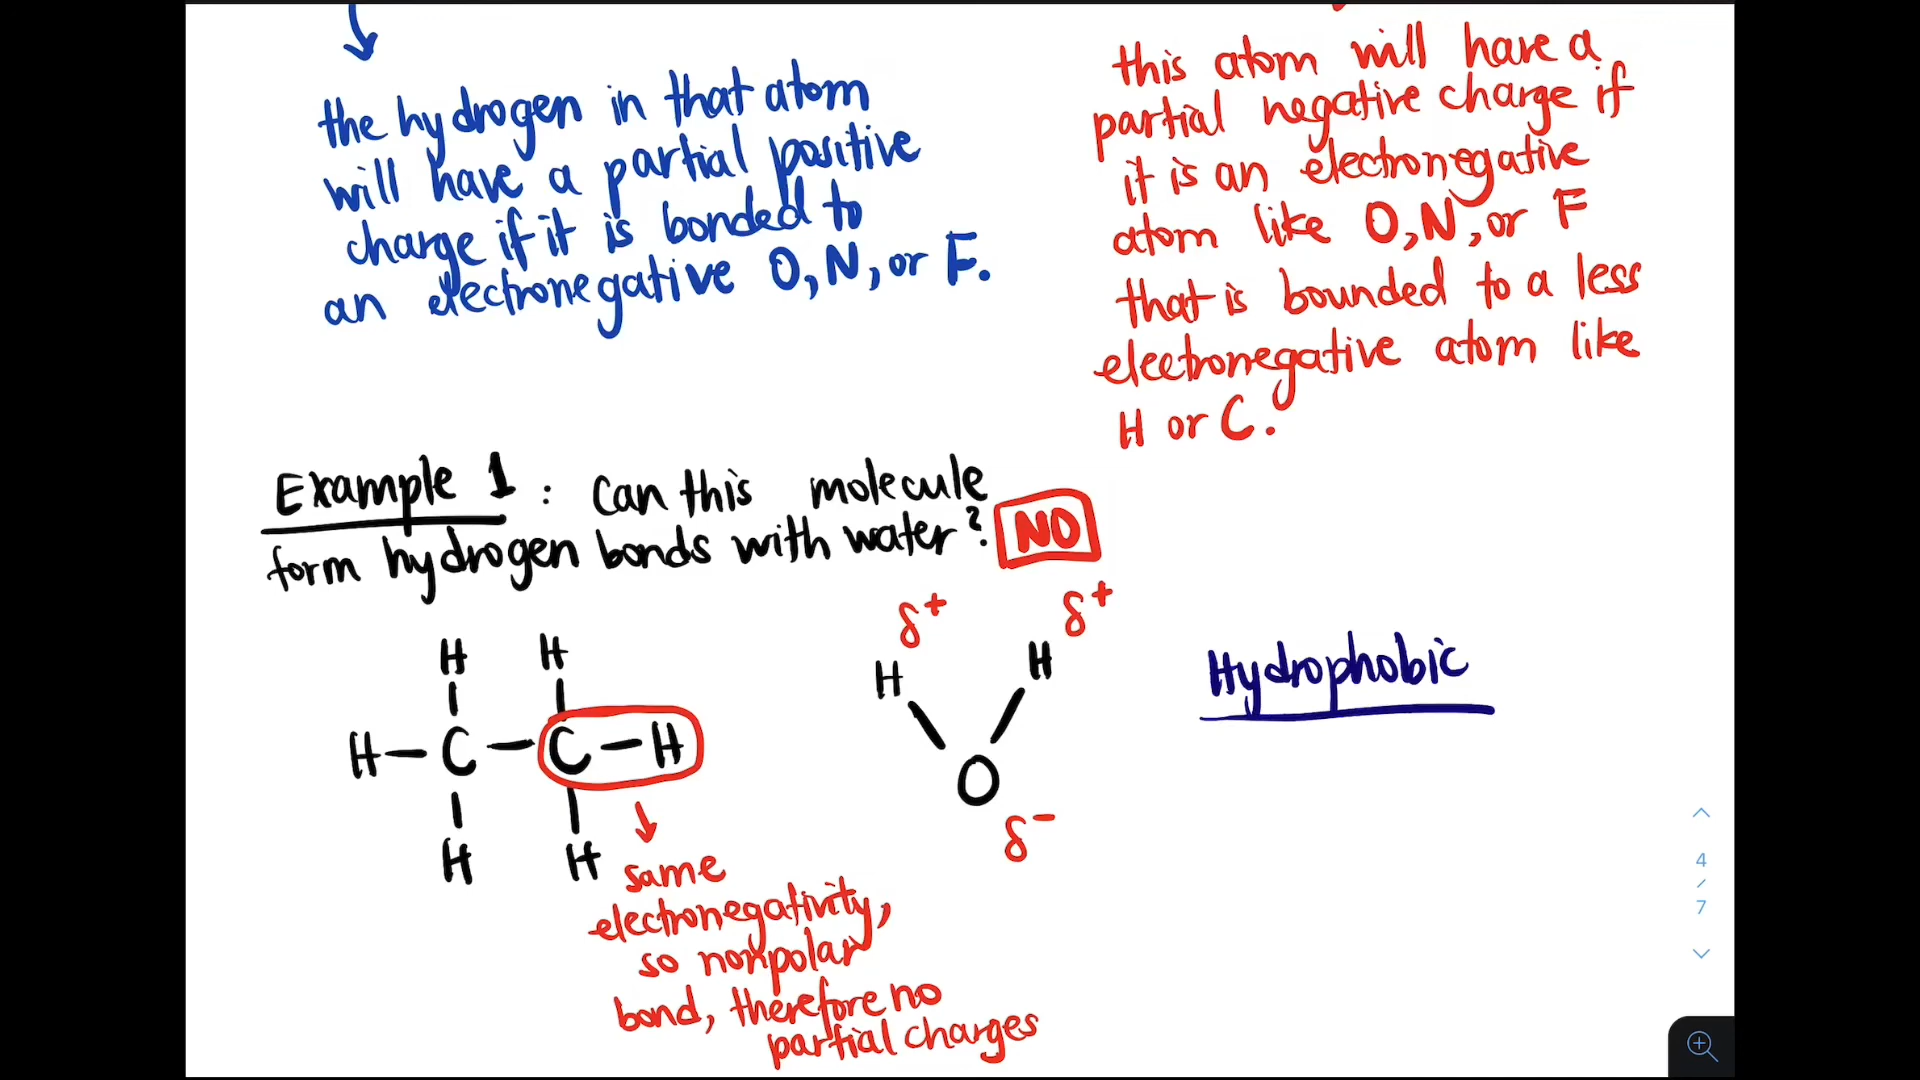 the hydrogen in that atom
will have a partial positive
charge if it is bonded to
an electronegative O, N, or F.
this atom will have a
partial negative charge if
it is an electronegative
atom like O, N, or F
that is bounded to a less
electronegative atom like
H or C.
Example 1 : Can this molecule
form hydrogen bonds with water? NO
H H
H - C - C - H
H H
same
electronegativity,
so nonpolar
bond, therefore no
partial charges
δ+ δ+
H H
O
δ-
Hydrophobic
4
/
7